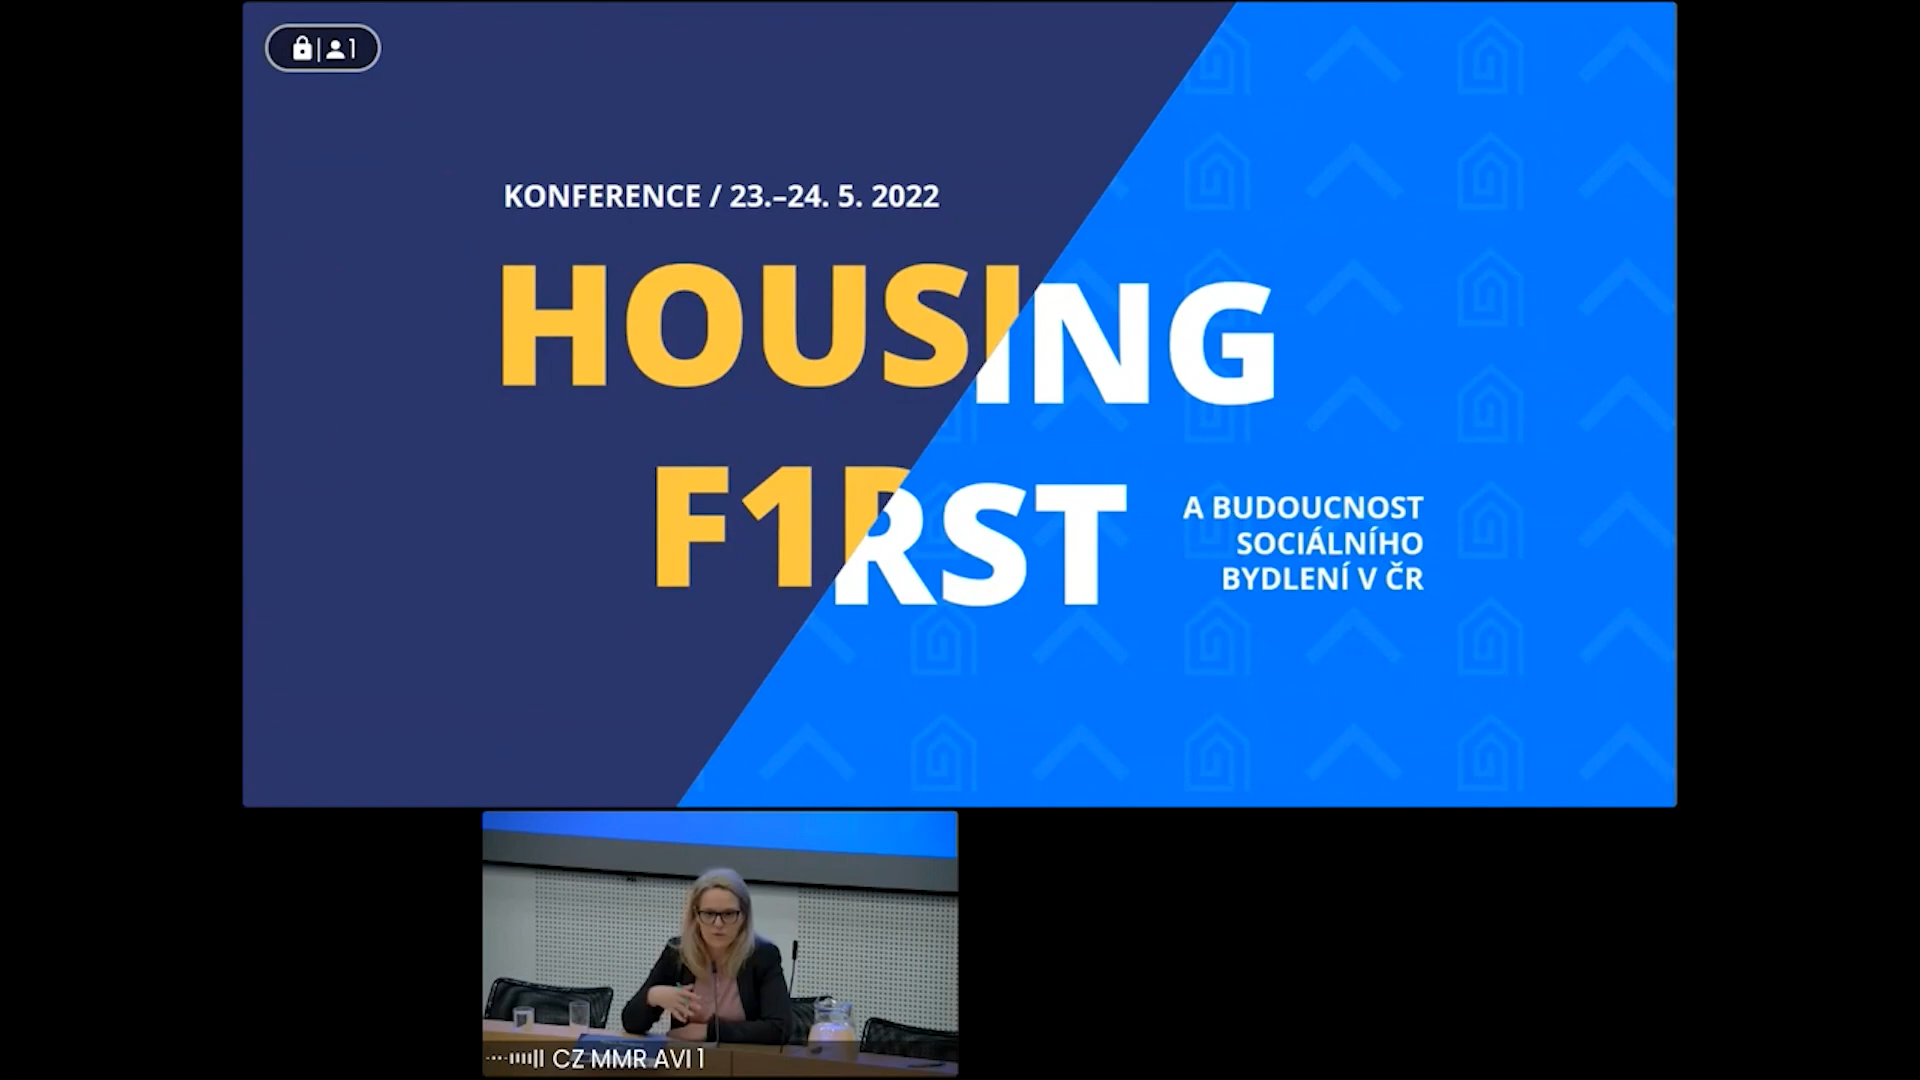 1
KONFERENCE / 23.–24. 5. 2022
HOUSING
F1RST
A BUDOUCNOST
SOCIÁLNÍHO
BYDLENÍ V ČR
CZ MMR AVI 1